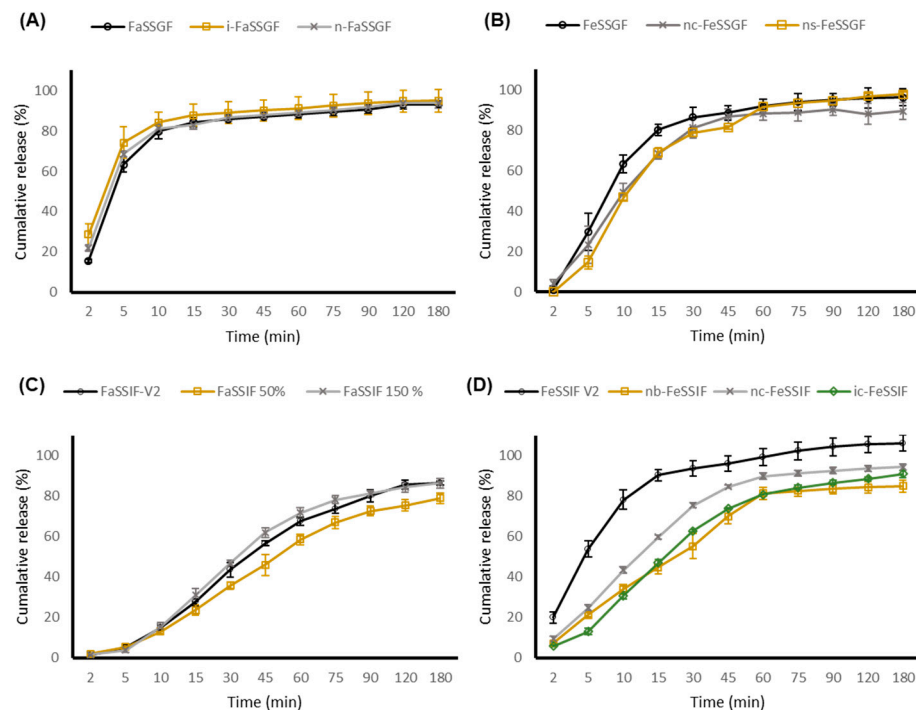 (A)
FaSSGF i-FaSSGF n-FaSSGF
Cumalative release (%)
100
80
60
40
20
0
2 5 10 15 30 45 60 75 90 120 180
Time (min)
(B)
FeSSGF nc-FeSSGF ns-FeSSGF
Cumalative release (%)
100
80
60
40
20
0
2 5 10 15 30 45 60 75 90 120 180
Time (min)
(C)
FaSSIF-V2 FaSSIF 50% FaSSIF 150 %
Cumalative release (%)
100
80
60
40
20
0
2 5 10 15 30 45 60 75 90 120 180
Time (min)
(D)
FeSSIF V2 nb-FeSSIF nc-FeSSIF ic-FeSSIF
Cumalative release (%)
100
80
60
40
20
0
2 5 10 15 30 45 60 75 90 120 180
Time (min)